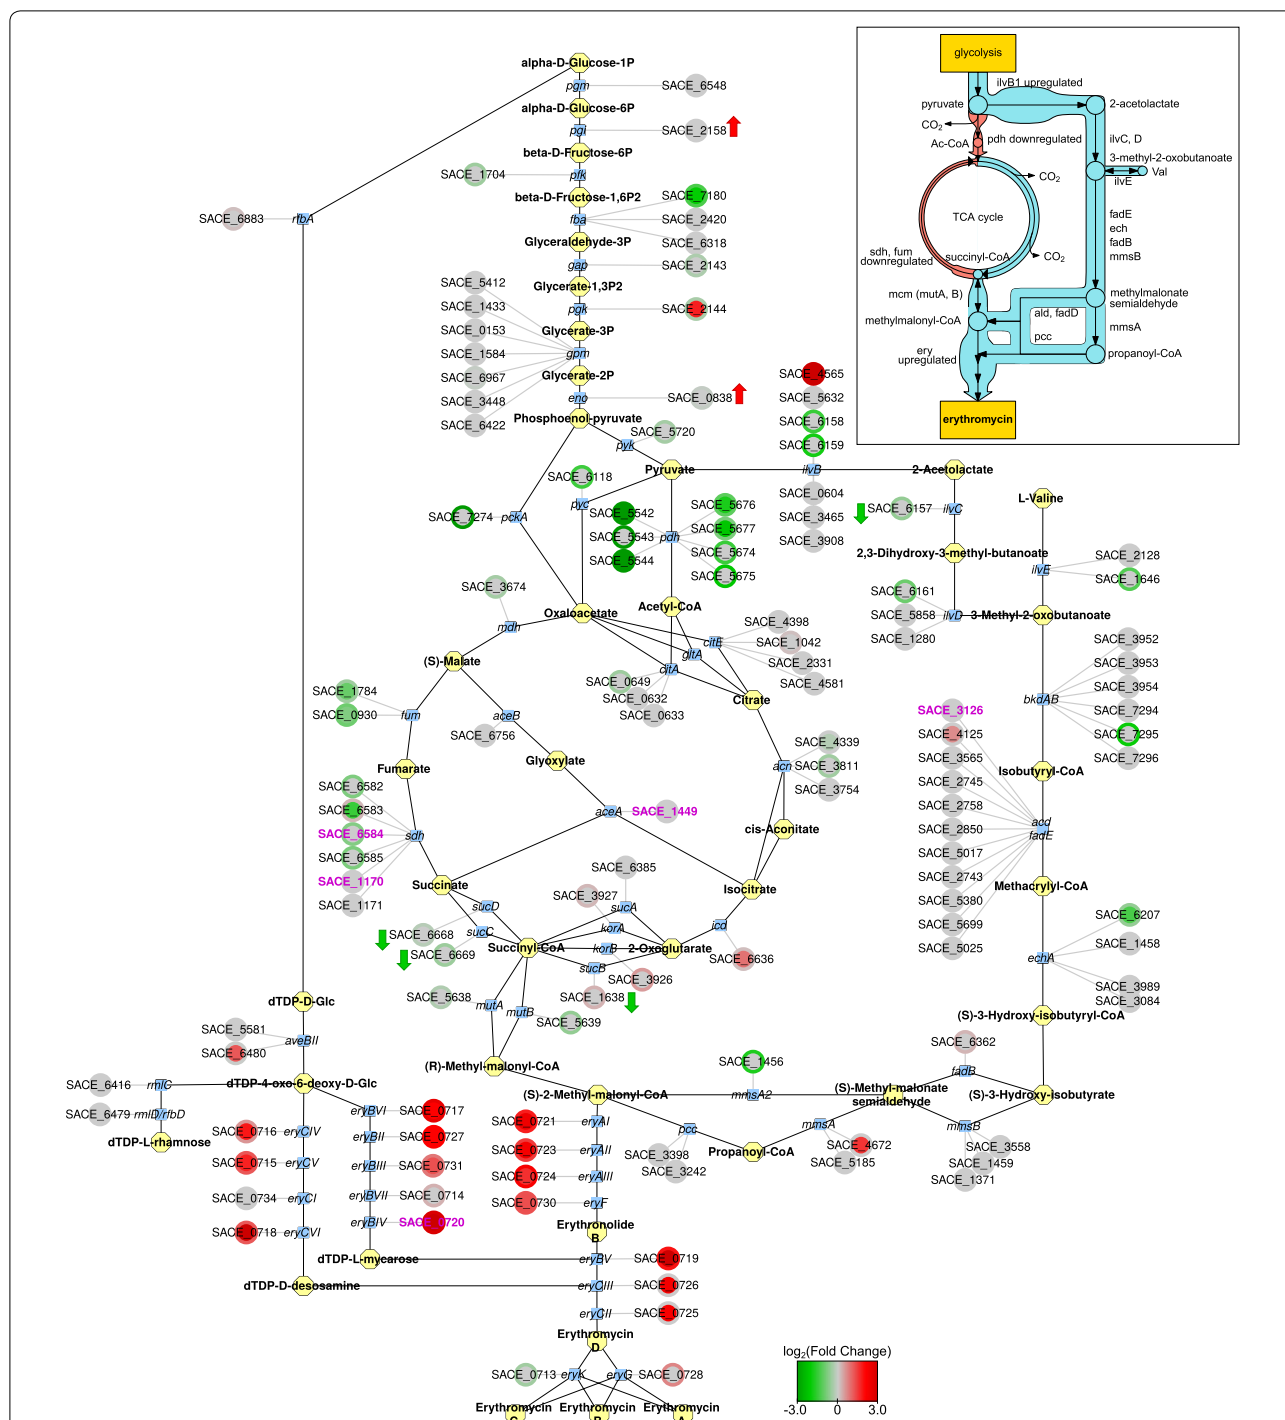 alpha-D-Glucose-1P
pgm
SACE_6548
alpha-D-Glucose-6P
pgi
SACE_2158
beta-D-Fructose-6P
SACE_1704
pfk
beta-D-Fructose-1,6P2
SACE_7180
SACE_6883
rfbA
fba
SACE_2420
Glyceraldehyde-3P
SACE_6318
gap
SACE_2143
Glycerate-1,3P2
pgk
SACE_2144
SACE_5412
SACE_1433
SACE_0153
SACE_1584
SACE_6967
SACE_3448
SACE_6422
Glycerate-3P
gpm
Glycerate-2P
eno
SACE_0838
Phosphoenol-pyruvate
glycolysis
ilvB1 upregulated
pyruvate
2-acetolactate
CO2
pdh downregulated
Ac-CoA
ilvC, D
3-methyl-2-oxobutanoate
Val
ilvE
CO2
TCA cycle
fadE
ech
fadB
mmsB
sdh, fum
downregulated
succinyl-CoA
CO2
mcm (mutA, B)
methylmalonate
semialdehyde
methylmalonyl-CoA
ald, fadD
mmsA
pcc
ery
upregulated
propanoyl-CoA
erythromycin
SACE_4565
SACE_5632
SACE_6158
SACE_6159
pyk
SACE_5720
Pyruvate
ilvB
2-Acetolactate
SACE_0604
SACE_3465
SACE_3908
SACE_6118
pyc
SACE_7274
pckA
SACE_5542
SACE_5543
SACE_5544
pdh
SACE_5676
SACE_5677
SACE_5674
SACE_5675
SACE_6157
ilvC
L-Valine
2,3-Dihydroxy-3-methyl-butanoate
SACE_2128
ilvE
SACE_1646
SACE_6161
SACE_5858
ilvD
SACE_1280
3-Methyl-2-oxobutanoate
SACE_3674
mdh
Oxaloacetate
Acetyl-CoA
citE
SACE_4398
SACE_1042
SACE_2331
SACE_4581
gltA
citA
SACE_0649
SACE_0632
SACE_0633
Citrate
(S)-Malate
SACE_1784
SACE_0930
fum
aceB
SACE_6756
Glyoxylate
Fumarate
SACE_3952
SACE_3953
SACE_3954
bkdAB
SACE_7294
SACE_7295
SACE_7296
SACE_4339
acn
SACE_3811
SACE_3754
SACE_3126
SACE_4125
SACE_3565
SACE_2745
SACE_2758
SACE_2850
SACE_5017
SACE_2743
SACE_5380
SACE_5699
SACE_5025
Isobutyryl-CoA
acd
fadE
Methacrylyl-CoA
SACE_6582
SACE_6583
SACE_6584
SACE_6585
SACE_1170
SACE_1171
sdh
aceA
SACE_1449
cis-Aconitate
Succinate
Isocitrate
SACE_6385
SACE_3927
sucD
sucA
sucC
SACE_6668
SACE_6669
korA
icd
Succinyl-CoA
korB
2-Oxoglutarate
sucB
SACE_6636
SACE_3926
SACE_1638
SACE_6207
SACE_1458
echA
SACE_3989
SACE_3084
(S)-3-Hydroxy-isobutyryl-CoA
SACE_5638
mutA
mutB
SACE_5639
dTDP-D-Glc
SACE_5581
aveBII
SACE_6480
SACE_6362
fadB
(R)-Methyl-malonyl-CoA
SACE_1456
dTDP-4-oxo-6-deoxy-D-Glc
SACE_6416
rmlC
SACE_6479
rmlD/rfbD
dTDP-L-rhamnose
(S)-2-Methyl-malonyl-CoA
mmsA2
(S)-Methyl-malonate
semialdehyde
(S)-3-Hydroxy-isobutyrate
eryBVI
SACE_0717
SACE_0716
eryCIV
eryBII
SACE_0727
SACE_0715
eryCV
eryBIII
SACE_0731
SACE_0734
eryCI
eryBVII
SACE_0714
SACE_0718
eryCVI
eryBIV
SACE_0720
SACE_0721
eryAI
SACE_0723
eryAII
SACE_0724
eryAIII
SACE_0730
eryF
pcc
SACE_3398
SACE_3242
Propanoyl-CoA
mmsA
SACE_4672
SACE_5185
mmsB
SACE_3558
SACE_1459
SACE_1371
Erythronolide
B
dTDP-L-mycarose
eryBV
SACE_0719
dTDP-D-desosamine
eryCIII
SACE_0726
eryCII
SACE_0725
Erythromycin
D
SACE_0713
eryK
eryG
SACE_0728
Erythromycin
C
Erythromycin
B
Erythromycin
A
log2(Fold Change)
-3.0
0
3.0